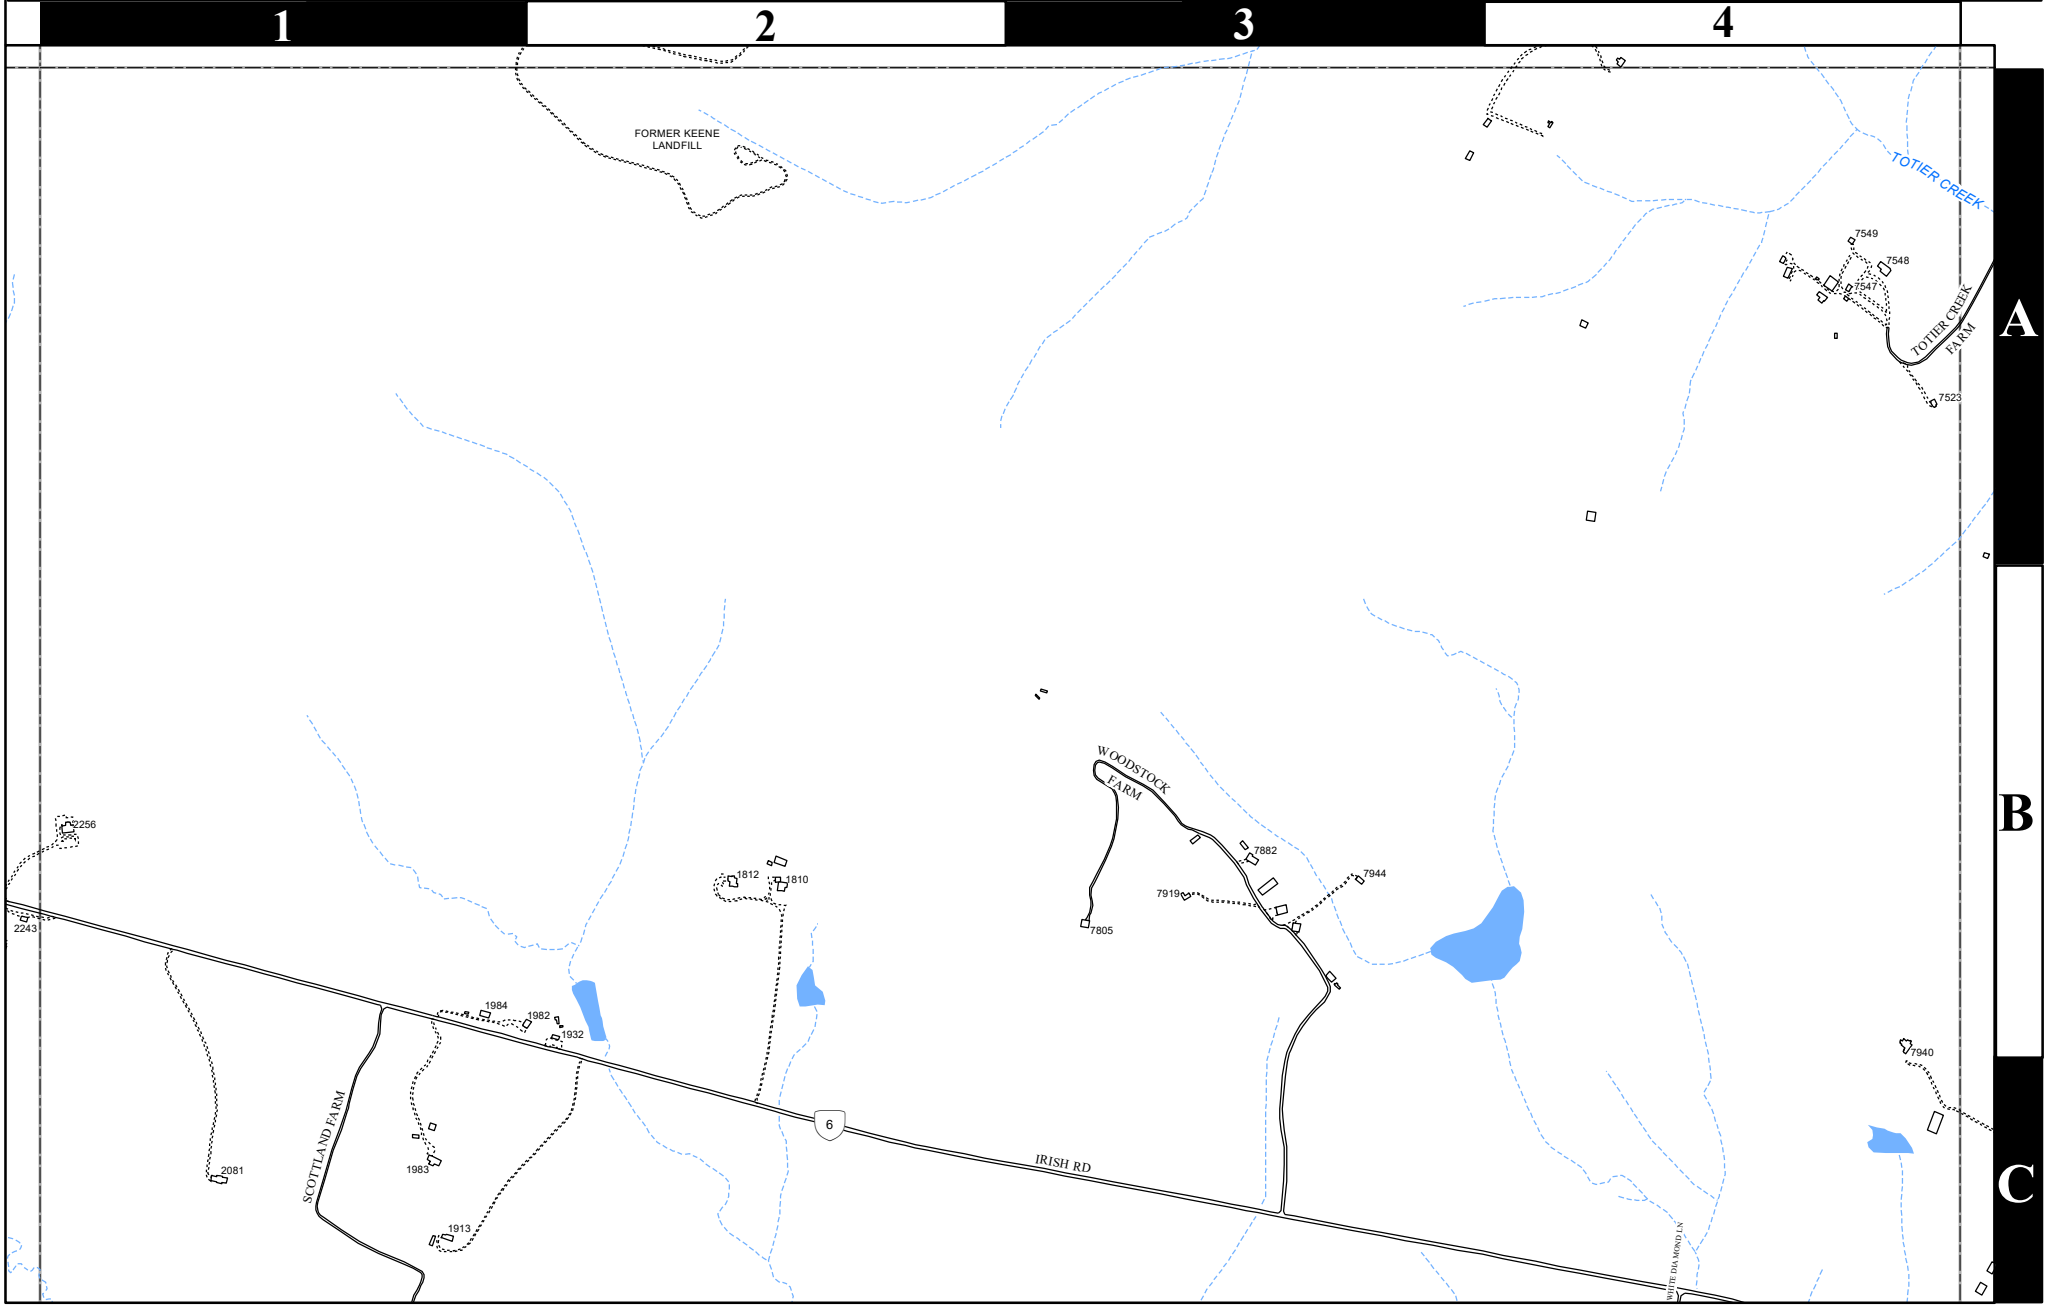 1 2 3 4
FORMER KEENE
LANDFILL
TOTIER CREEK
7549
7548
7547
A
TOTIER CREEK
FARM
7523
WOODSTOCK
FARM
B
2256
7882
1812
1810
7944
7919
2243
7805
1984
1982
1932
7940
6
SCOTTLAND FARM
IRISH RD
2081
1983
C
1913
WHITE DIAMOND LN